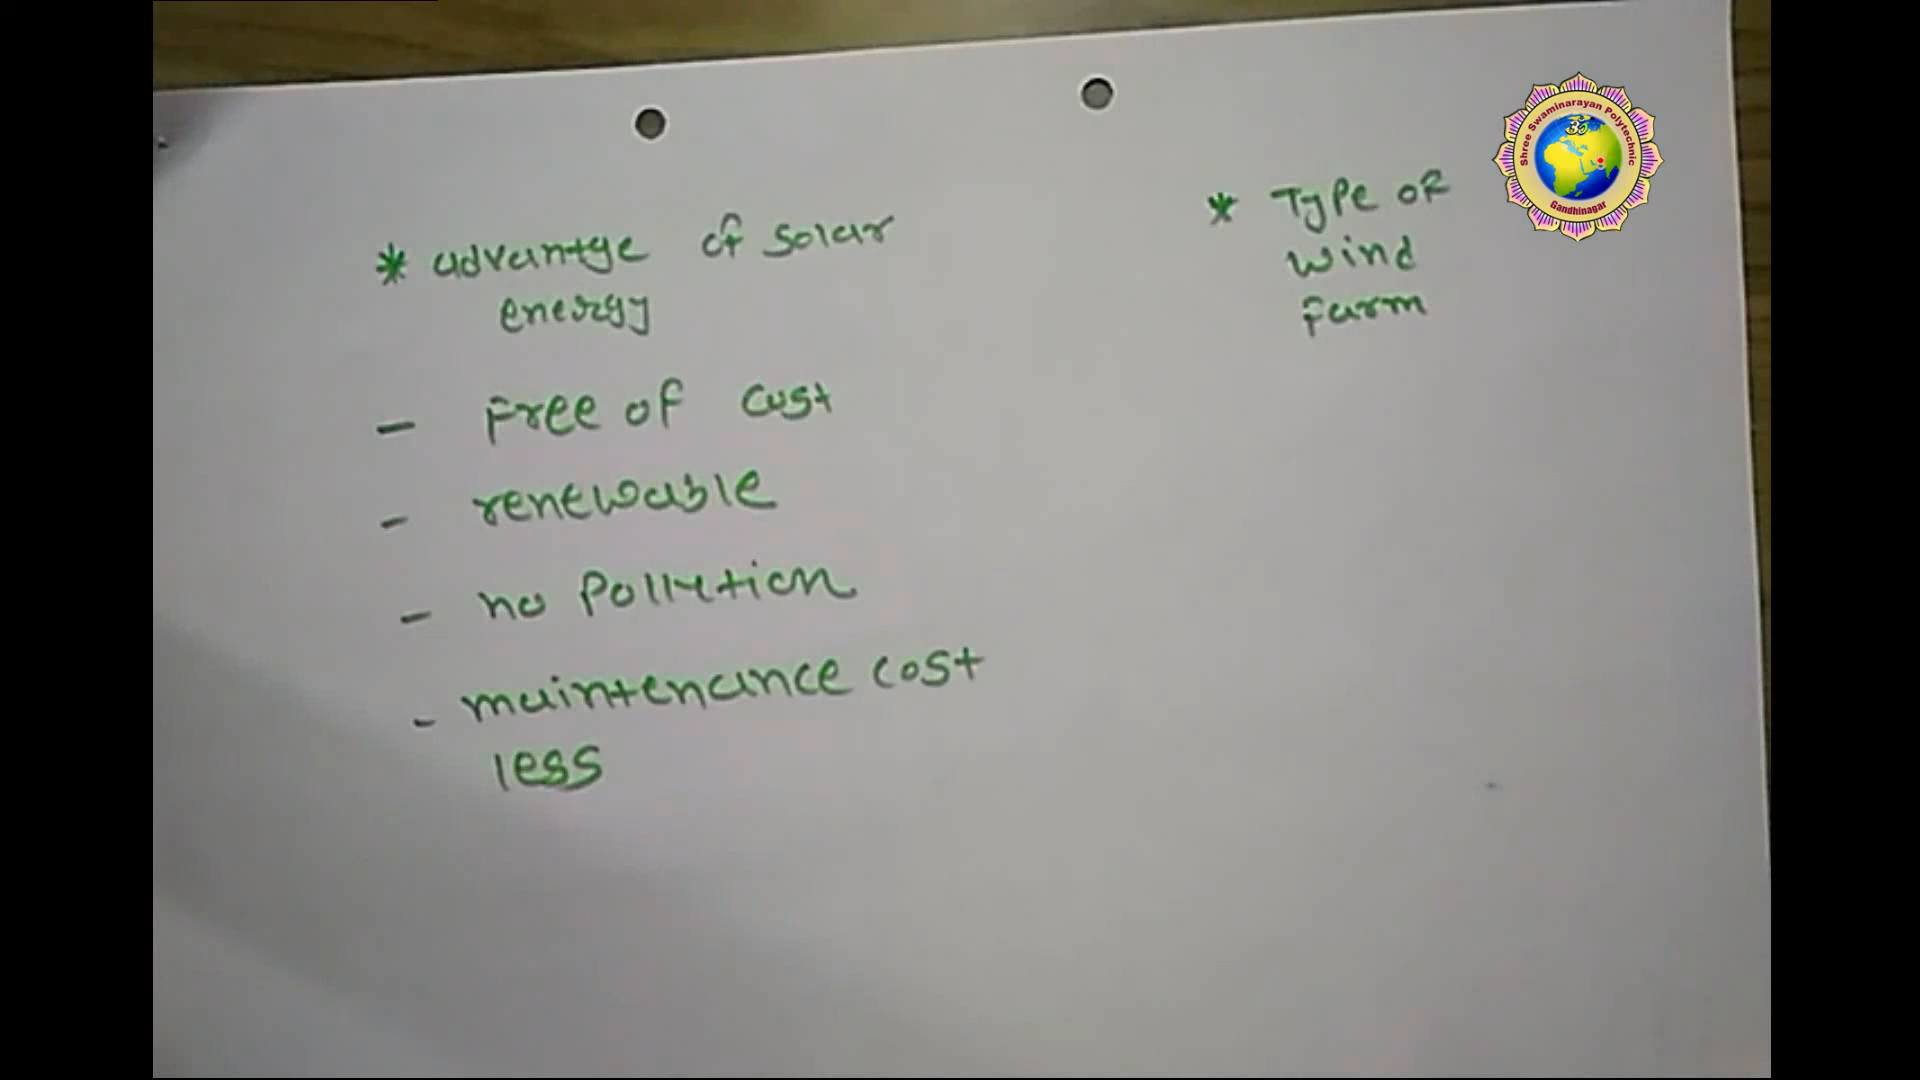 * advantge of solar
energy
- Free of cost
- renewable
- no pollution
- maintenance cost
less
* Type of
wind
farm
Shree Swaminarayan Polytechnic
ॐ
Gandhinagar